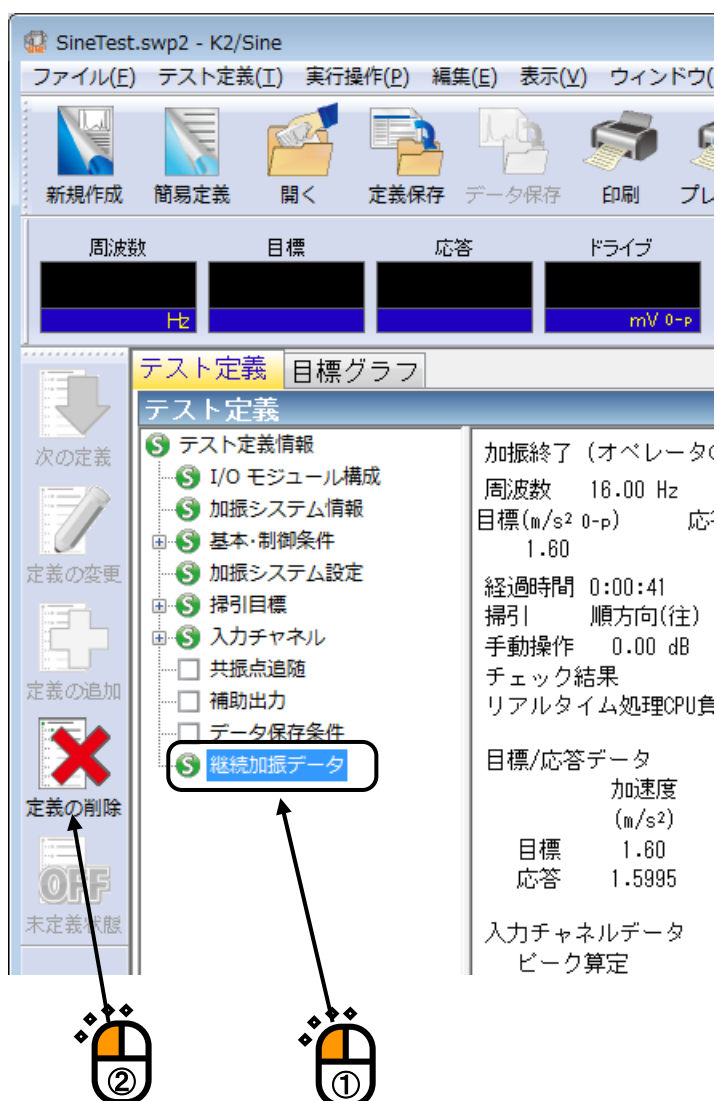 SineTest.swp2 - K2/Sine
ファイル(F) テスト定義(T) 実行操作(P) 編集(E) 表示(V) ウィンドウ(
新規作成 簡易定義 開く 定義保存 データ保存 印刷 プレ
周波数 目標 応答 ドライブ
Hz mV 0-P
テスト定義 目標グラフ
テスト定義
次の定義
定義の変更
定義の追加
定義の削除
OFF
未定義状態
テスト定義情報
I/O モジュール構成
加振システム情報
基本・制御条件
加振システム設定
掃引目標
入力チャネル
共振点追随
補助出力
データ保存条件
継続加振データ
加振終了 (オペレータ
周波数 16.00 Hz
目標(m/s² 0-p) 応
1.60
経過時間 0:00:41
掃引 順方向(往)
手動操作 0.00 dB
チェック結果
リアルタイム処理CPU負
目標/応答データ
加速度
(m/s²)
目標 1.60
応答 1.5995
入力チャネルデータ
ピーク算定
② ①